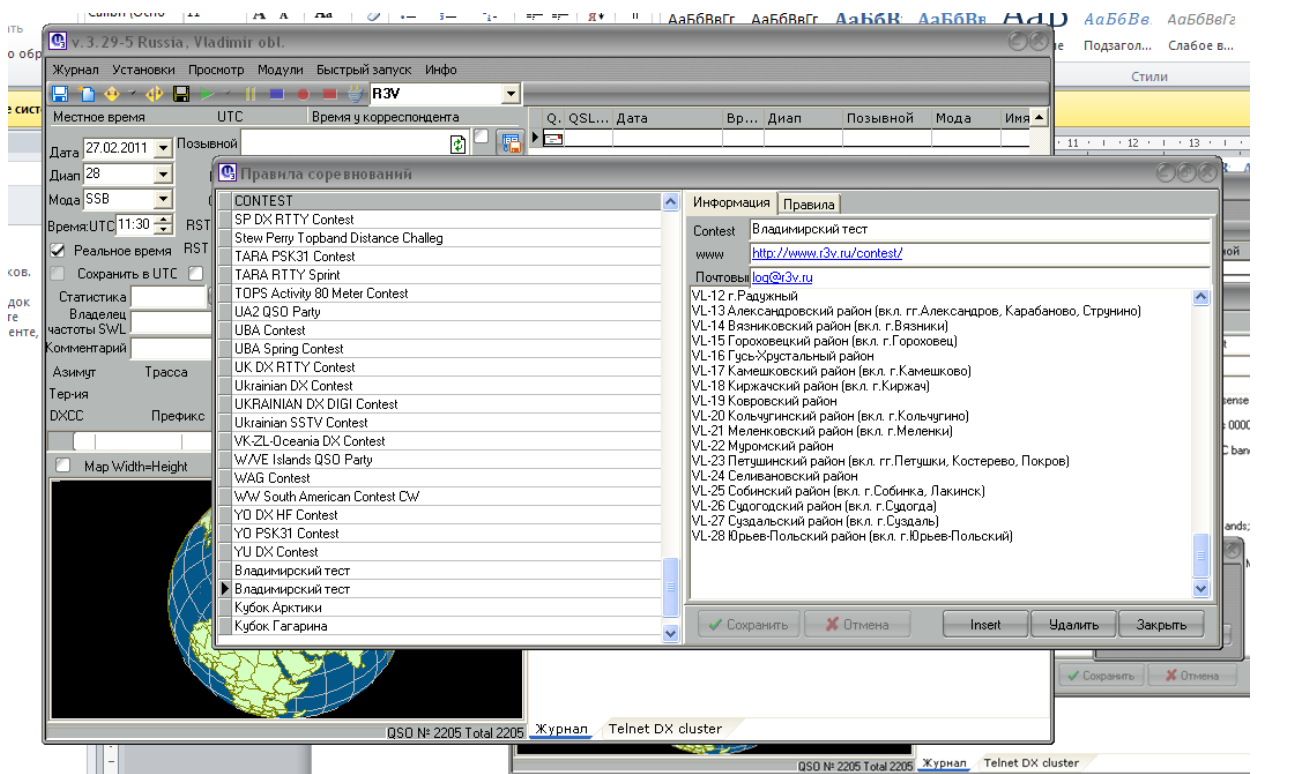 АаБбВвГг АаБбВвГг АаБбВ АаБбВв АаБбВв. АаБбВвГг
Подзагол... Слабое в...
Стили
v. 3.29-5 Russia, Vladimir obl.
Журнал Установки Просмотр Модули Быстрый запуск Инфо
R3V
Местное время UTC Время у корреспондента
Q. QSL... Дата Вр... Диап Позывной Мода Имя
Дата 27.02.2011 Позывной
Диап 28
Мода SSB
Время:UTC 11:30 RST
Реальное время RST
Сохранить в UTC
Статистика
Владелец
частоты SWL
Комментарий
Азимут Трасса
Тер-ия
DXCC Префикс
Map Width=Height
· 11 · · 12 · · 13 ·
Правила соревнований
CONTEST
SP DX RTTY Contest
Stew Perry Topband Distance Challeg
TARA PSK31 Contest
TARA RTTY Sprint
TOPS Activity 80 Meter Contest
UA2 QSO Party
UBA Contest
UBA Spring Contest
UK DX RTTY Contest
Ukrainian DX Contest
UKRAINIAN DX DIGI Contest
Ukrainian SSTV Contest
VK-ZL-Oceania DX Contest
W/VE Islands QSO Party
WAG Contest
WW South American Contest CW
YO DX HF Contest
YO PSK31 Contest
YU DX Contest
Владимирский тест
Владимирский тест
Кубок Арктики
Кубок Гагарина
Информация Правила
Contest Владимирский тест
www http://www.r3v.ru/contest/
Почтовы log@r3v.ru
VL-12 г.Радужный
VL-13 Александровский район (вкл. гг.Александров, Карабаново, Струнино)
VL-14 Вязниковский район (вкл. г.Вязники)
VL-15 Гороховецкий район (вкл. г.Гороховец)
VL-16 Гусь-Хрустальный район
VL-17 Камешковский район (вкл. г.Камешково)
VL-18 Киржачский район (вкл. г.Киржач)
VL-19 Ковровский район
VL-20 Кольчугинский район (вкл. г.Кольчугино)
VL-21 Меленковский район (вкл. г.Меленки)
VL-22 Муромский район
VL-23 Петушинский район (вкл. гг.Петушки, Костерево, Покров)
VL-24 Селивановский район
VL-25 Собинский район (вкл. г.Собинка, Лакинск)
VL-26 Судогодский район (вкл. г.Судогда)
VL-27 Суздальский район (вкл. г.Суздаль)
VL-28 Юрьев-Польский район (вкл. г.Юрьев-Польский)
Сохранить Отмена Insert Удалить Закрыть
Сохранить Отмена
QSO № 2205 Total 2205 Журнал Telnet DX cluster
QSO № 2205 Total 2205 Журнал Telnet DX cluster